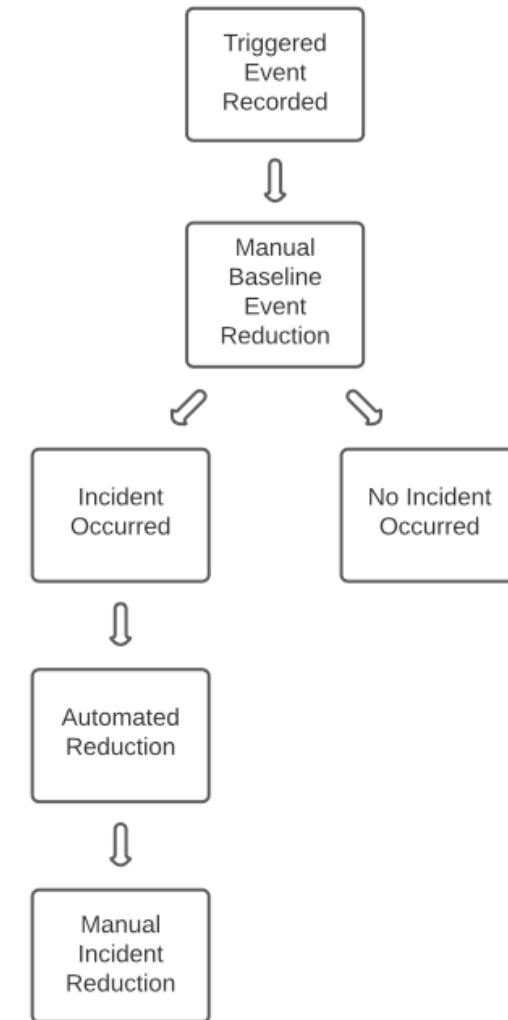 Triggered
Event
Recorded
Manual
Baseline
Event
Reduction
Incident
Occurred
No Incident
Occurred
Automated
Reduction
Manual
Incident
Reduction